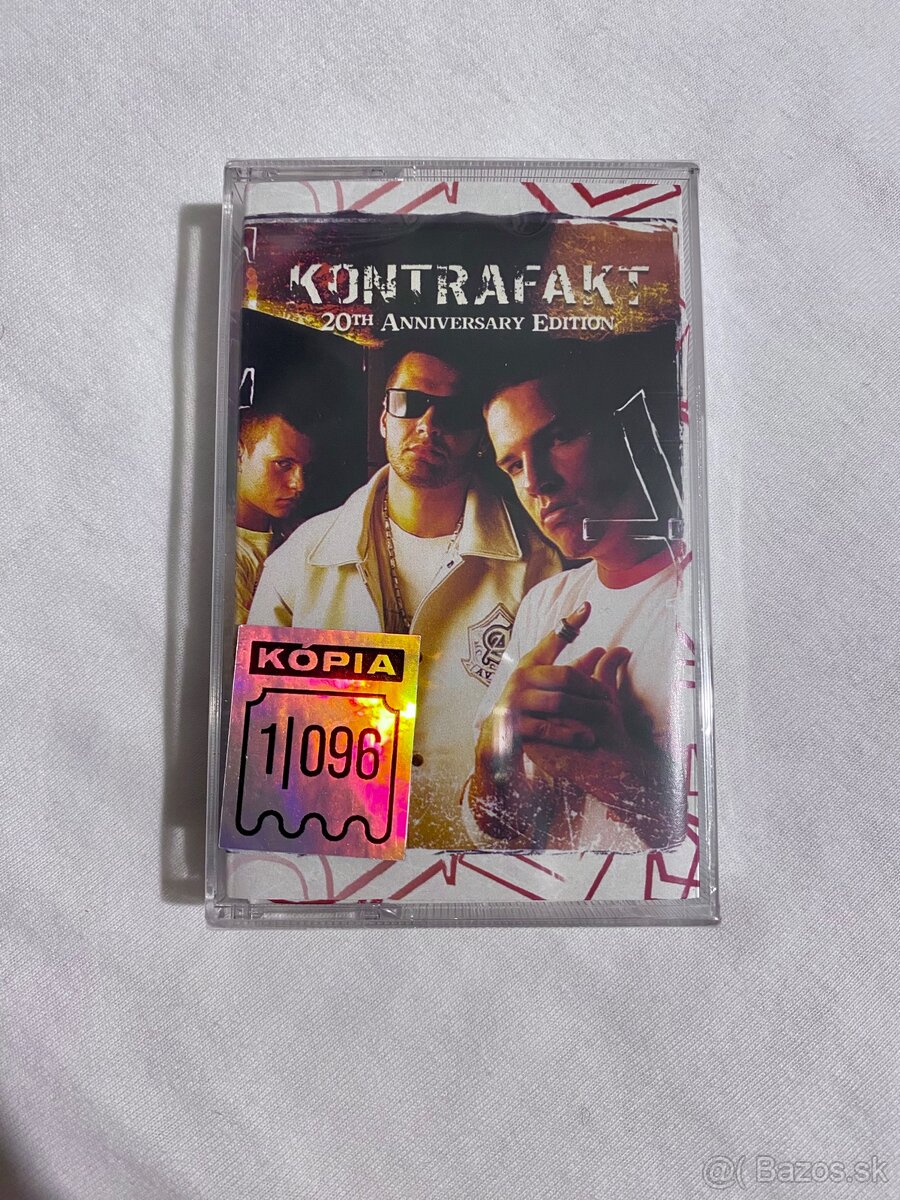 KONTRAFAKT
20TH ANNIVERSARY EDITION
KÓPIA
1|096
@( Bazos.sk